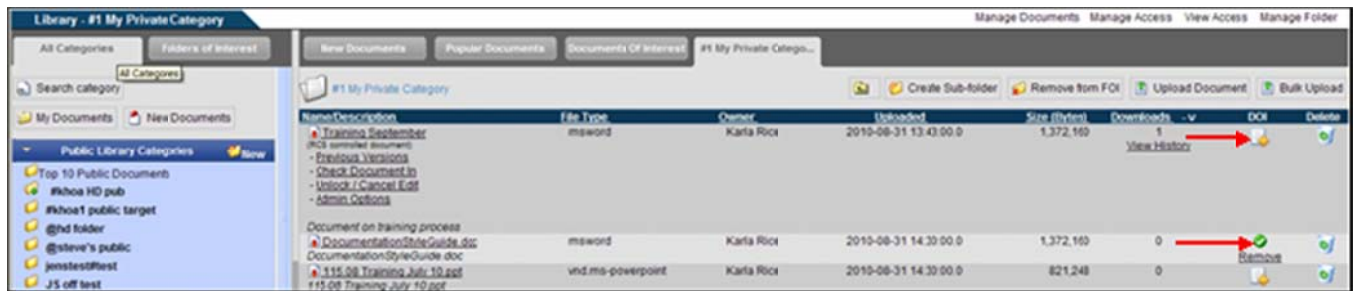 Library - #1 My Private Category
Manage Documents Manage Access View Access Manage Folder
All Categories Folders of Interest New Documents Popular Documents Documents Of Interest #1 My Private Catego...
All Categores
Search category
#1 My Private Category Create Sub-folder Remove from FOI Upload Document Bulk Upload
My Documents New Documents
Name/Description File Type Owner Uploaded Size (Bytes) Downloads -v DOI Delete
Public Library Categories New
Top 10 Public Documents
#khoa HD pub
#khoa1 public target
@hd folder
@steve's public
jenstest#test
JS off test
Training September msword Karla Rice 2010-08-31 13:43:00.0 1,372,160 1
(RCS controlled document) View History
- Previous Versions
- Check Document In
- Unlock / Cancel Edit
- Admin Options
Document on training process
DocumentationStyleGuide.doc msword Karla Rice 2010-08-31 14:30:00.0 1,372,160 0
DocumentationStyleGuide.doc Remove
115.08 Training July 10.ppt vnd.ms-powerpoint Karla Rice 2010-08-31 14:30:00.0 821,248 0
115.08 Training July 10.ppt